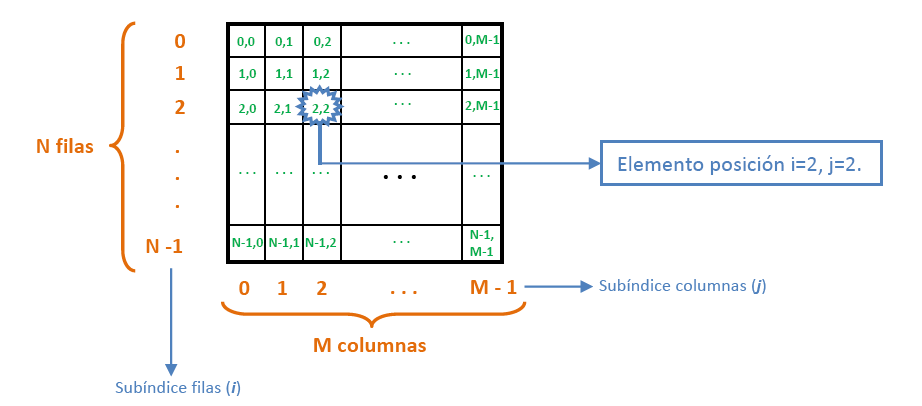 0 0,0 0,1 0,2 ... 0,M-1
1 1,0 1,1 1,2 ... 1,M-1
2 2,0 2,1 2,2 ... 2,M-1
N filas
.
.
.
... ... ... ... ...
Elemento posición i=2, j=2.
N -1 N-1,0 N-1,1 N-1,2 ... N-1,
M-1
0 1 2 ... M - 1
Subíndice columnas (j)
M columnas
Subíndice filas (i)